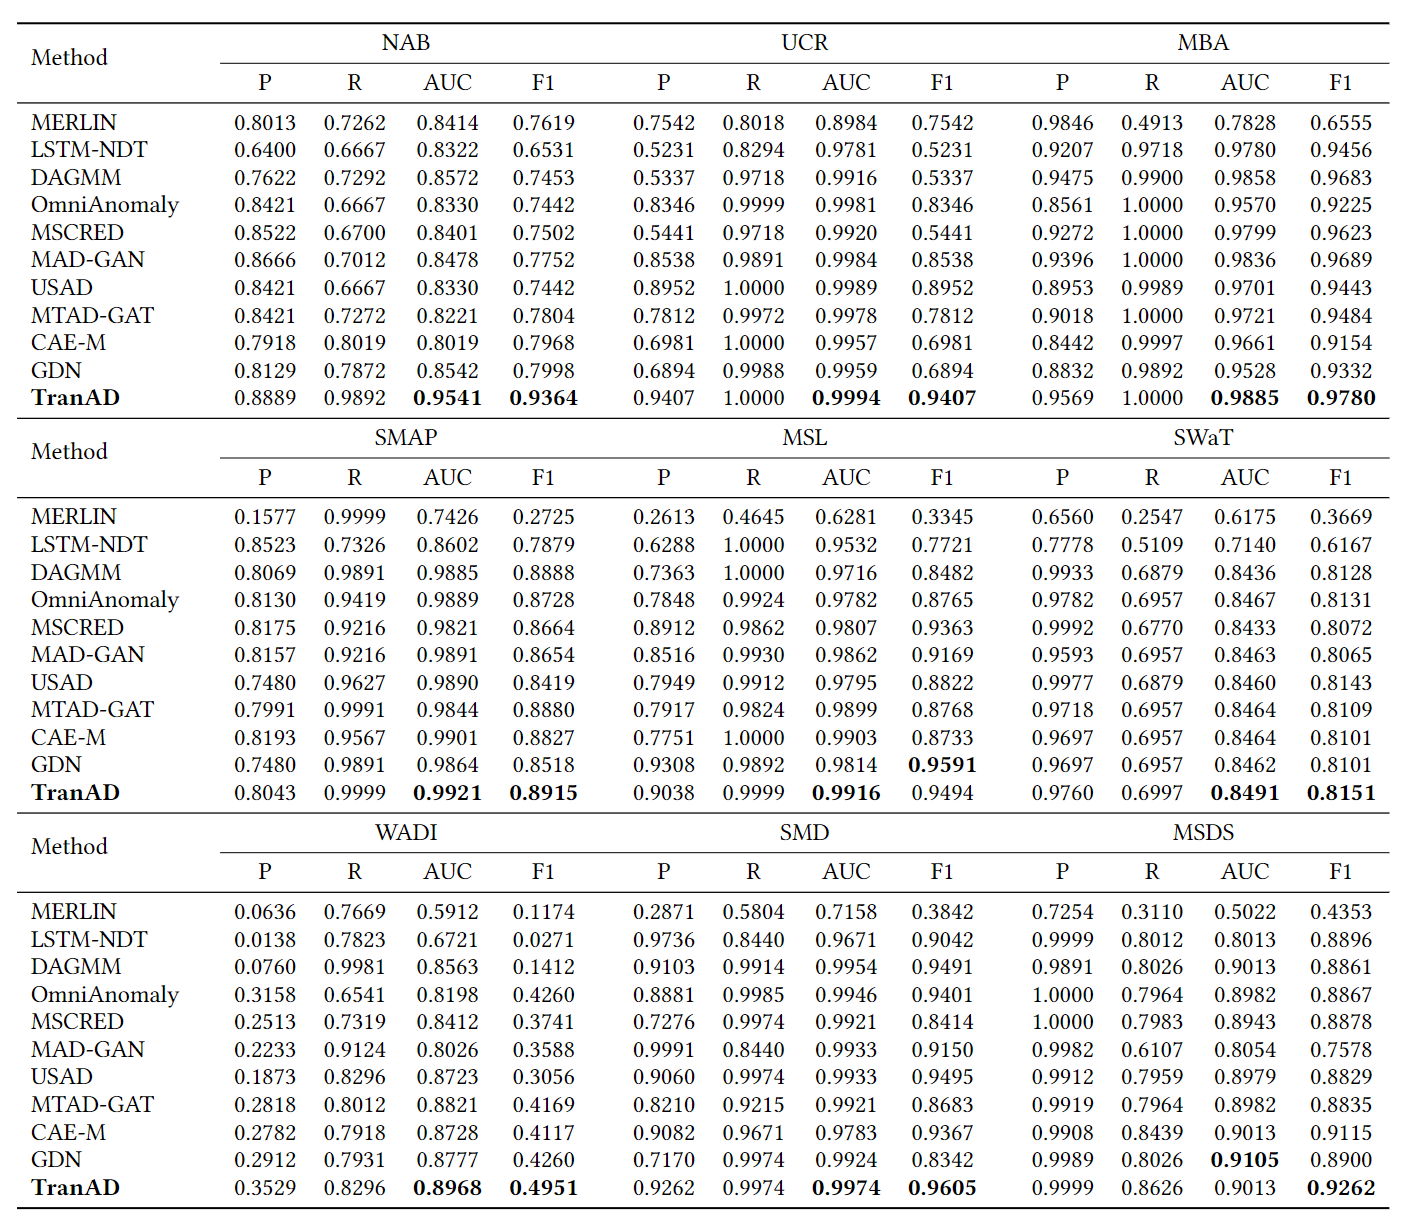 Method NAB UCR MBA
P R AUC F1 P R AUC F1 P R AUC F1
MERLIN 0.8013 0.7262 0.8414 0.7619 0.7542 0.8018 0.8984 0.7542 0.9846 0.4913 0.7828 0.6555
LSTM-NDT 0.6400 0.6667 0.8322 0.6531 0.5231 0.8294 0.9781 0.5231 0.9207 0.9718 0.9780 0.9456
DAGMM 0.7622 0.7292 0.8572 0.7453 0.5337 0.9718 0.9916 0.5337 0.9475 0.9900 0.9858 0.9683
OmniAnomaly 0.8421 0.6667 0.8330 0.7442 0.8346 0.9999 0.9981 0.8346 0.8561 1.0000 0.9570 0.9225
MSCRED 0.8522 0.6700 0.8401 0.7502 0.5441 0.9718 0.9920 0.5441 0.9272 1.0000 0.9799 0.9623
MAD-GAN 0.8666 0.7012 0.8478 0.7752 0.8538 0.9891 0.9984 0.8538 0.9396 1.0000 0.9836 0.9689
USAD 0.8421 0.6667 0.8330 0.7442 0.8952 1.0000 0.9989 0.8952 0.8953 0.9989 0.9701 0.9443
MTAD-GAT 0.8421 0.7272 0.8221 0.7804 0.7812 0.9972 0.9978 0.7812 0.9018 1.0000 0.9721 0.9484
CAE-M 0.7918 0.8019 0.8019 0.7968 0.6981 1.0000 0.9957 0.6981 0.8442 0.9997 0.9661 0.9154
GDN 0.8129 0.7872 0.8542 0.7998 0.6894 0.9988 0.9959 0.6894 0.8832 0.9892 0.9528 0.9332
TranAD 0.8889 0.9892 0.9541 0.9364 0.9407 1.0000 0.9994 0.9407 0.9569 1.0000 0.9885 0.9780
Method SMAP MSL SWaT
P R AUC F1 P R AUC F1 P R AUC F1
MERLIN 0.1577 0.9999 0.7426 0.2725 0.2613 0.4645 0.6281 0.3345 0.6560 0.2547 0.6175 0.3669
LSTM-NDT 0.8523 0.7326 0.8602 0.7879 0.6288 1.0000 0.9532 0.7721 0.7778 0.5109 0.7140 0.6167
DAGMM 0.8069 0.9891 0.9885 0.8888 0.7363 1.0000 0.9716 0.8482 0.9933 0.6879 0.8436 0.8128
OmniAnomaly 0.8130 0.9419 0.9889 0.8728 0.7848 0.9924 0.9782 0.8765 0.9782 0.6957 0.8467 0.8131
MSCRED 0.8175 0.9216 0.9821 0.8664 0.8912 0.9862 0.9807 0.9363 0.9992 0.6770 0.8433 0.8072
MAD-GAN 0.8157 0.9216 0.9891 0.8654 0.8516 0.9930 0.9862 0.9169 0.9593 0.6957 0.8463 0.8065
USAD 0.7480 0.9627 0.9890 0.8419 0.7949 0.9912 0.9795 0.8822 0.9977 0.6879 0.8460 0.8143
MTAD-GAT 0.7991 0.9991 0.9844 0.8880 0.7917 0.9824 0.9899 0.8768 0.9718 0.6957 0.8464 0.8109
CAE-M 0.8193 0.9567 0.9901 0.8827 0.7751 1.0000 0.9903 0.8733 0.9697 0.6957 0.8464 0.8101
GDN 0.7480 0.9891 0.9864 0.8518 0.9308 0.9892 0.9814 0.9591 0.9697 0.6957 0.8462 0.8101
TranAD 0.8043 0.9999 0.9921 0.8915 0.9038 0.9999 0.9916 0.9494 0.9760 0.6997 0.8491 0.8151
Method WADI SMD MSDS
P R AUC F1 P R AUC F1 P R AUC F1
MERLIN 0.0636 0.7669 0.5912 0.1174 0.2871 0.5804 0.7158 0.3842 0.7254 0.3110 0.5022 0.4353
LSTM-NDT 0.0138 0.7823 0.6721 0.0271 0.9736 0.8440 0.9671 0.9042 0.9999 0.8012 0.8013 0.8896
DAGMM 0.0760 0.9981 0.8563 0.1412 0.9103 0.9914 0.9954 0.9491 0.9891 0.8026 0.9013 0.8861
OmniAnomaly 0.3158 0.6541 0.8198 0.4260 0.8881 0.9985 0.9946 0.9401 1.0000 0.7964 0.8982 0.8867
MSCRED 0.2513 0.7319 0.8412 0.3741 0.7276 0.9974 0.9921 0.8414 1.0000 0.7983 0.8943 0.8878
MAD-GAN 0.2233 0.9124 0.8026 0.3588 0.9991 0.8440 0.9933 0.9150 0.9982 0.6107 0.8054 0.7578
USAD 0.1873 0.8296 0.8723 0.3056 0.9060 0.9974 0.9933 0.9495 0.9912 0.7959 0.8979 0.8829
MTAD-GAT 0.2818 0.8012 0.8821 0.4169 0.8210 0.9215 0.9921 0.8683 0.9919 0.7964 0.8982 0.8835
CAE-M 0.2782 0.7918 0.8728 0.4117 0.9082 0.9671 0.9783 0.9367 0.9908 0.8439 0.9013 0.9115
GDN 0.2912 0.7931 0.8777 0.4260 0.7170 0.9974 0.9924 0.8342 0.9989 0.8026 0.9105 0.8900
TranAD 0.3529 0.8296 0.8968 0.4951 0.9262 0.9974 0.9974 0.9605 0.9999 0.8626 0.9013 0.9262